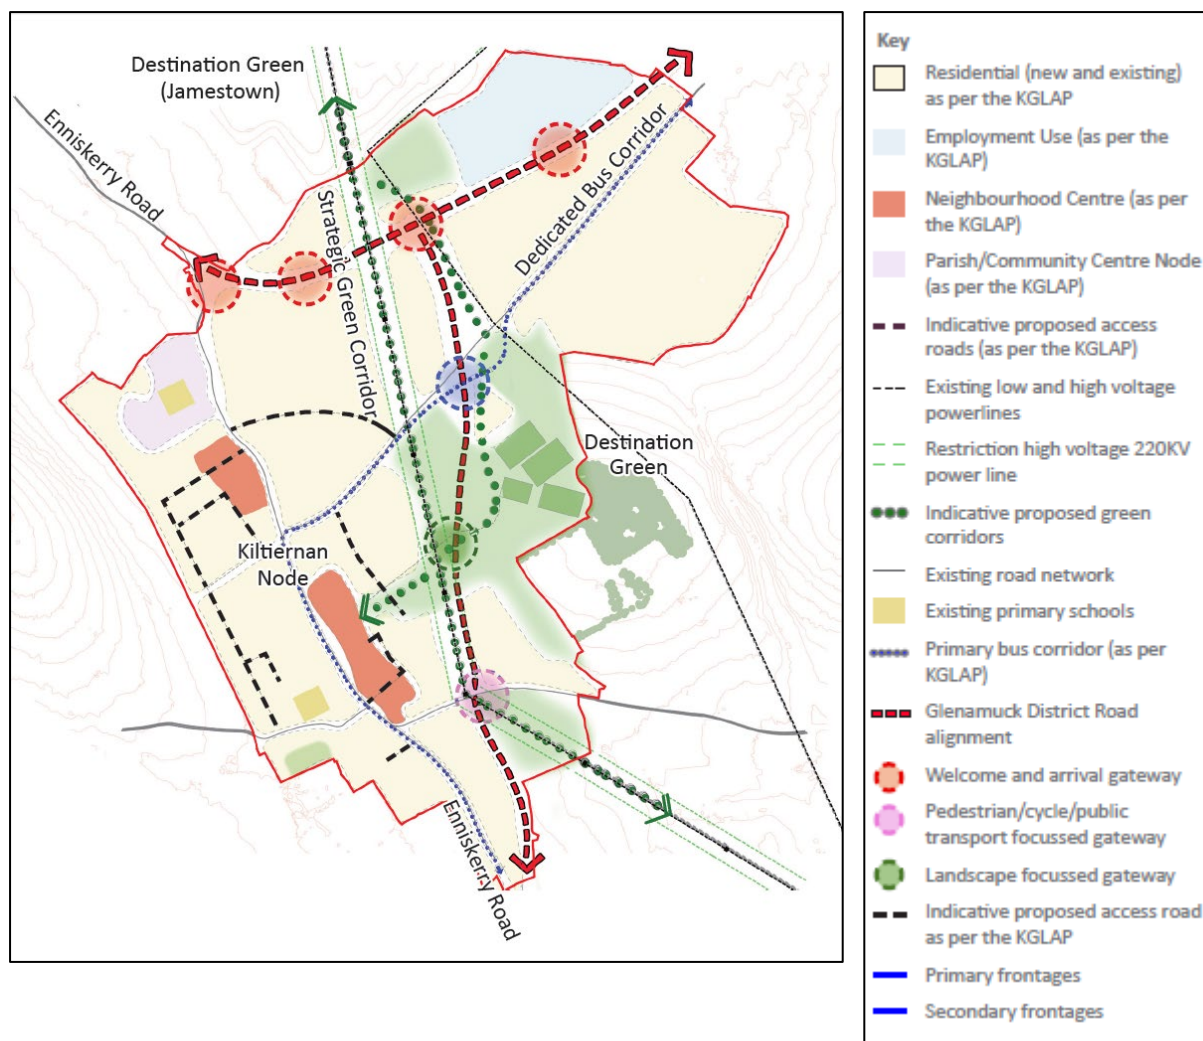 Destination Green
(Jamestown)
Enniskerry Road
Strategic Green Corridor
Dedicated Bus Corridor
Destination
Green
Kiltiernan
Node
Enniskerry Road
Key
Residential (new and existing)
as per the KGLAP
Employment Use (as per the
KGLAP)
Neighbourhood Centre (as per
the KGLAP)
Parish/Community Centre Node
(as per the KGLAP)
Indicative proposed access
roads (as per the KGLAP)
Existing low and high voltage
powerlines
Restriction high voltage 220KV
power line
Indicative proposed green
corridors
Existing road network
Existing primary schools
Primary bus corridor (as per
KGLAP)
Glenamuck District Road
alignment
Welcome and arrival gateway
Pedestrian/cycle/public
transport focussed gateway
Landscape focussed gateway
Indicative proposed access road
as per the KGLAP
Primary frontages
Secondary frontages